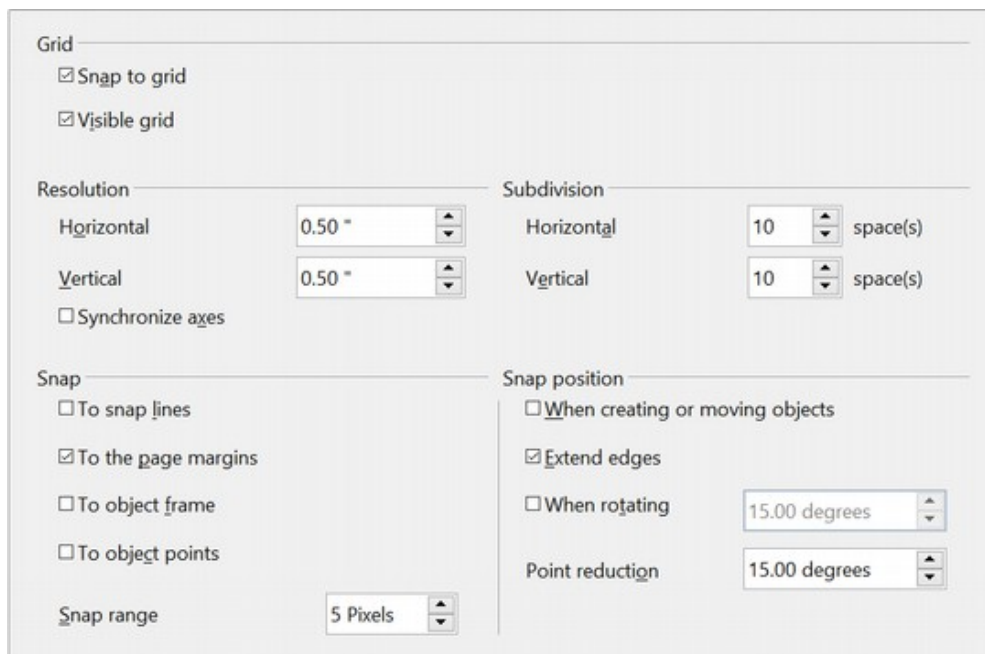 Grid
Snap to grid
Visible grid
Resolution
Horizontal 0.50 "
Vertical 0.50 "
Synchronize axes
Subdivision
Horizontal 10 space(s)
Vertical 10 space(s)
Snap
To snap lines
To the page margins
To object frame
To object points
Snap range 5 Pixels
Snap position
When creating or moving objects
Extend edges
When rotating 15.00 degrees
Point reduction 15.00 degrees